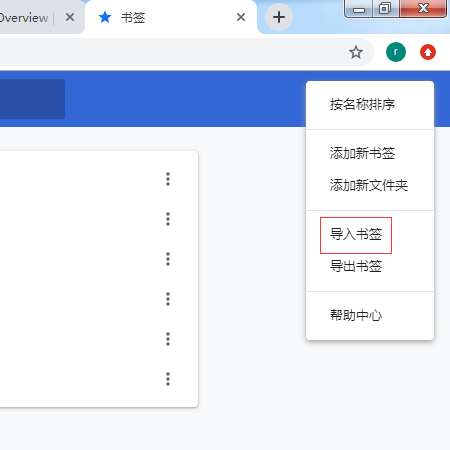 Overview |
书签
r
按名称排序
添加新书签
添加新文件夹
导入书签
导出书签
帮助中心